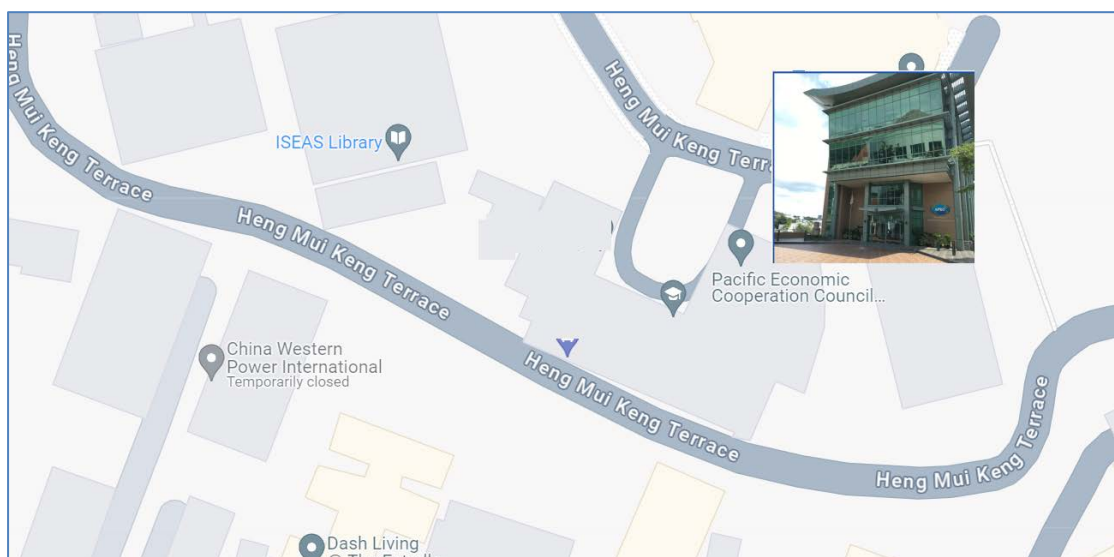 Heng Mui Keng Terrace
ISEAS Library
Heng Mui Keng Terrace
Heng Mui Keng
Pacific Economic
Cooperation Council...
China Western
Power International
Temporarily closed
Heng Mui Keng Terrace
Heng Mui Keng Terrace
Dash Living